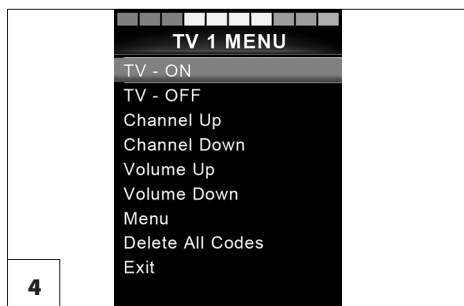 TV 1 MENU
TV - ON
TV - OFF
Channel Up
Channel Down
Volume Up
Volume Down
Menu
Delete All Codes
Exit
4